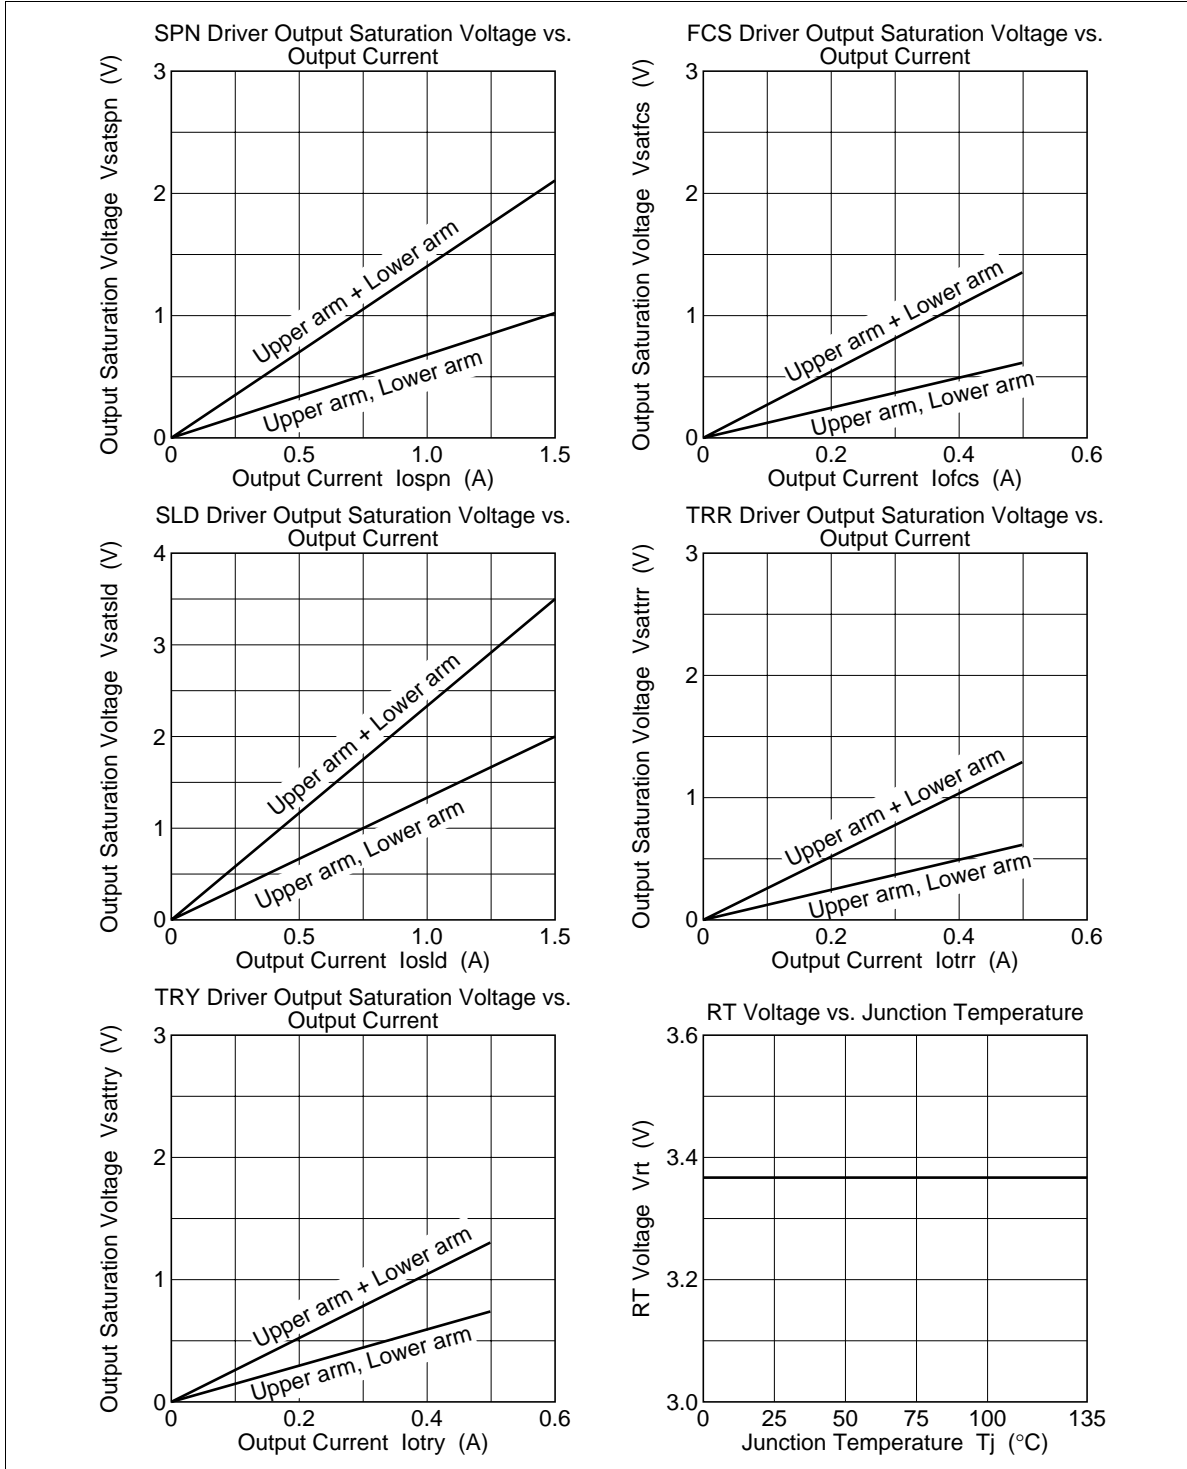 SPN Driver Output Saturation Voltage vs.
Output Current
Output Saturation Voltage Vsatspn (V)
3
2
1
0
Upper arm + Lower arm
Upper arm, Lower arm
0 0.5 1.0 1.5
Output Current Iospn (A)
FCS Driver Output Saturation Voltage vs.
Output Current
Output Saturation Voltage Vsatfcs (V)
3
2
1
0
Upper arm + Lower arm
Upper arm, Lower arm
0 0.2 0.4 0.6
Output Current Iofcs (A)
SLD Driver Output Saturation Voltage vs.
Output Current
Output Saturation Voltage Vsatsld (V)
4
3
2
1
0
Upper arm + Lower arm
Upper arm, Lower arm
0 0.5 1.0 1.5
Output Current Iosld (A)
TRR Driver Output Saturation Voltage vs.
Output Current
Output Saturation Voltage Vsattrr (V)
3
2
1
0
Upper arm + Lower arm
Upper arm, Lower arm
0 0.2 0.4 0.6
Output Current Iotrr (A)
TRY Driver Output Saturation Voltage vs.
Output Current
Output Saturation Voltage Vsattry (V)
3
2
1
0
Upper arm + Lower arm
Upper arm, Lower arm
0 0.2 0.4 0.6
Output Current Iotry (A)
RT Voltage vs. Junction Temperature
RT Voltage Vrt (V)
3.6
3.4
3.2
3.0
0 25 50 75 100 135
Junction Temperature Tj (°C)